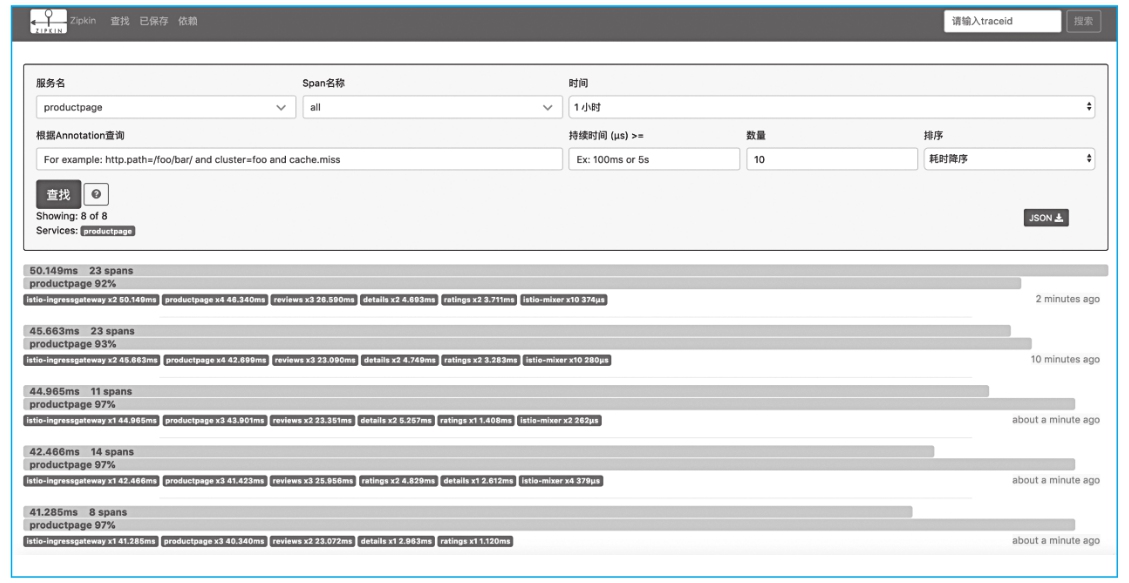 ZIPKIN Zipkin 查找 已保存 依赖 请输入traceid 搜索
服务名 Span名称 时间
productpage all 1 小时
根据Annotation查询 持续时间 (μs) >= 数量 排序
For example: http.path=/foo/bar/ and cluster=foo and cache.miss Ex: 100ms or 5s 10 耗时降序
查找 ?
Showing: 8 of 8 JSON
Services: productpage
50.149ms 23 spans
productpage 92%
istio-ingressgateway x2 50.149ms productpage x4 46.340ms reviews x3 26.590ms details x2 4.693ms ratings x2 3.711ms istio-mixer x10 374μs 2 minutes ago
45.663ms 23 spans
productpage 93%
istio-ingressgateway x2 45.663ms productpage x4 42.699ms reviews x3 23.090ms details x2 4.749ms ratings x2 3.283ms istio-mixer x10 280μs 10 minutes ago
44.965ms 11 spans
productpage 97%
istio-ingressgateway x1 44.965ms productpage x3 43.901ms reviews x2 23.351ms details x2 5.257ms ratings x1 1.408ms istio-mixer x2 262μs about a minute ago
42.466ms 14 spans
productpage 97%
istio-ingressgateway x1 42.466ms productpage x3 41.423ms reviews x3 25.956ms ratings x2 4.829ms details x1 2.612ms istio-mixer x4 379μs about a minute ago
41.285ms 8 spans
productpage 97%
istio-ingressgateway x1 41.285ms productpage x3 40.340ms reviews x2 23.072ms details x1 2.963ms ratings x1 1.120ms about a minute ago